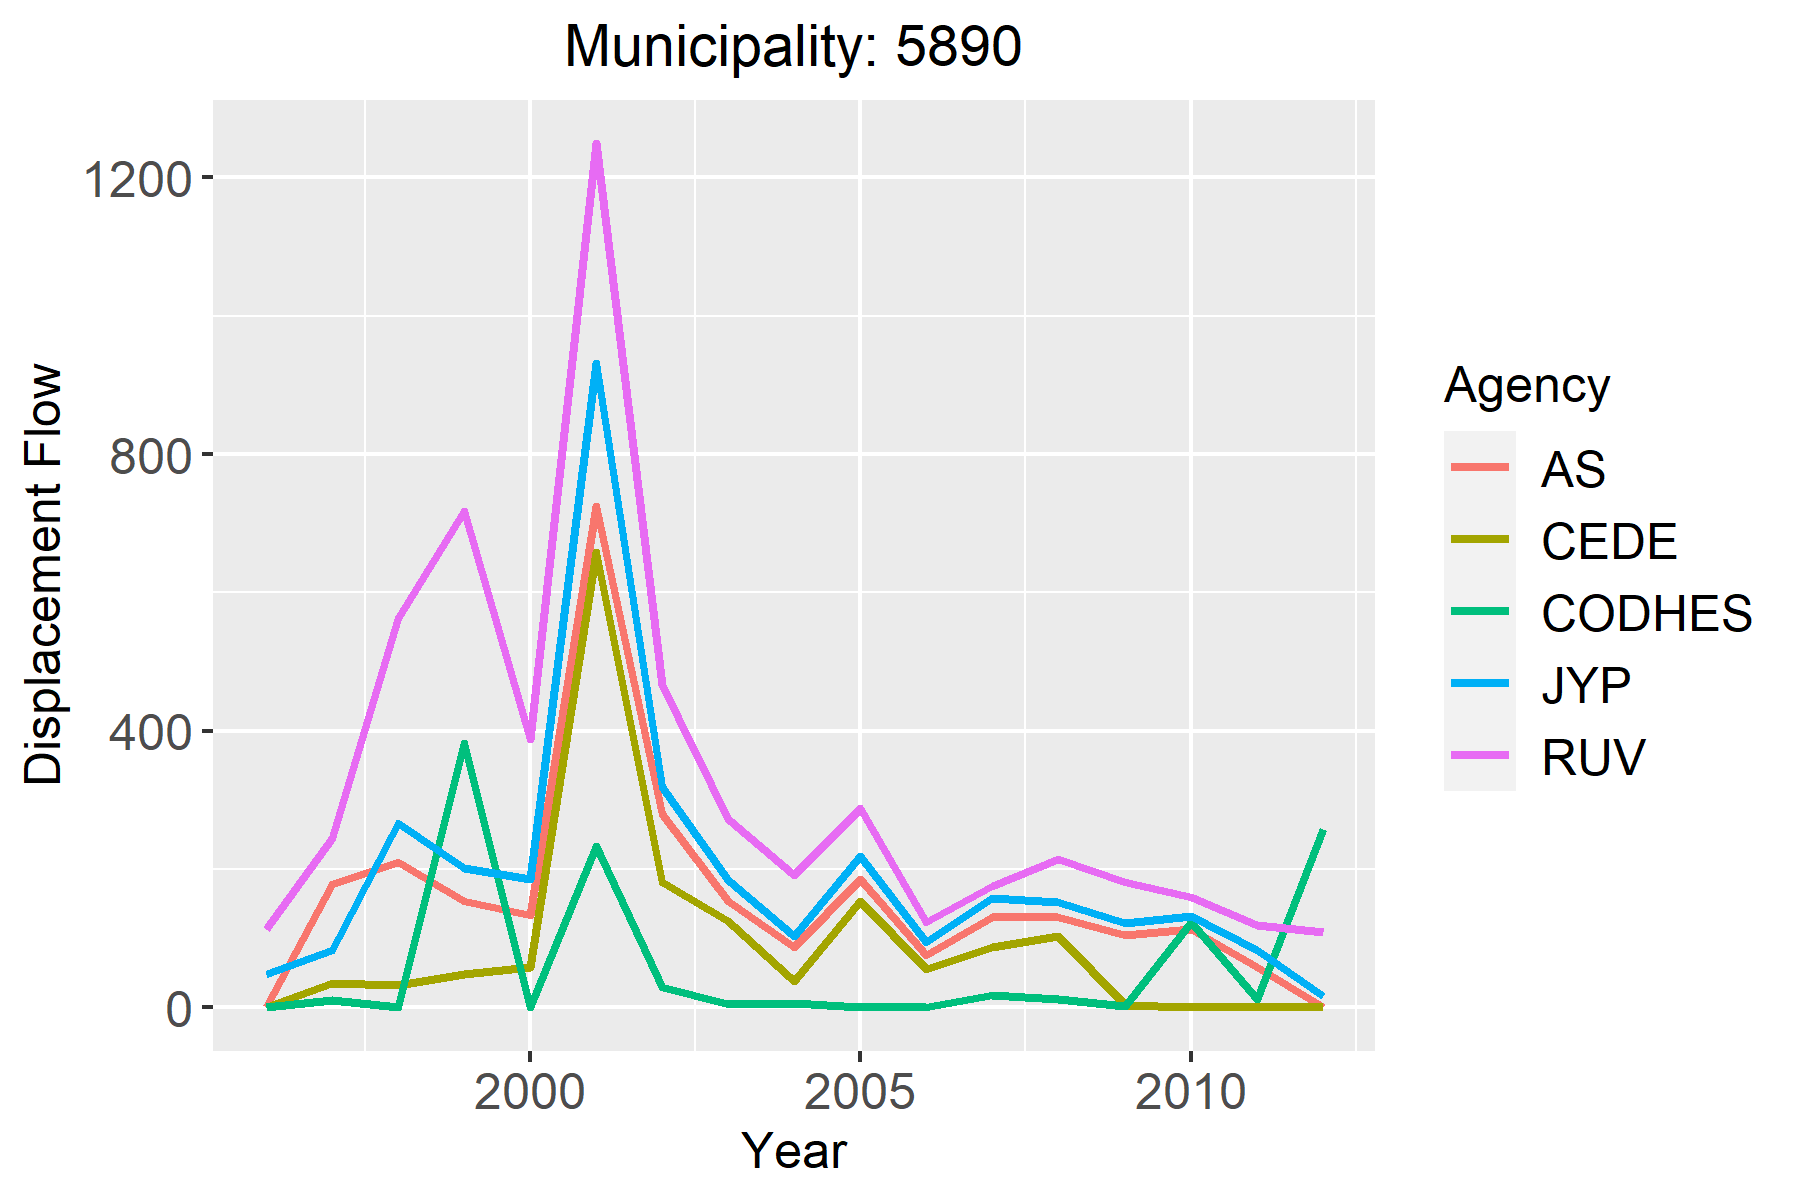 Municipality: 5890
Displacement Flow
1200
800
400
0
2000 2005 2010
Year
Agency
AS
CEDE
CODHES
JYP
RUV